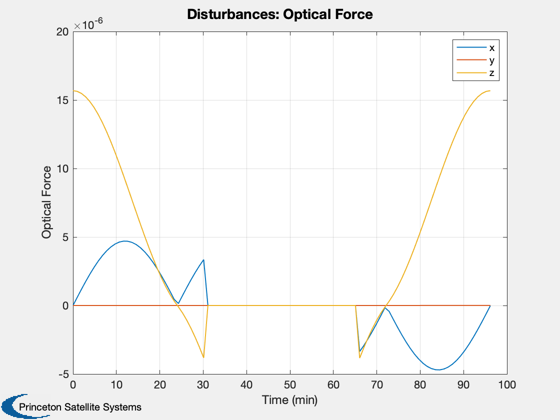 Disturbances: Optical Force
×10⁻⁶
20
15
10
5
0
-5
Optical Force
0 10 20 30 40 50 60 70 80 90 100
Time (min)
x
y
z
Princeton Satellite Systems